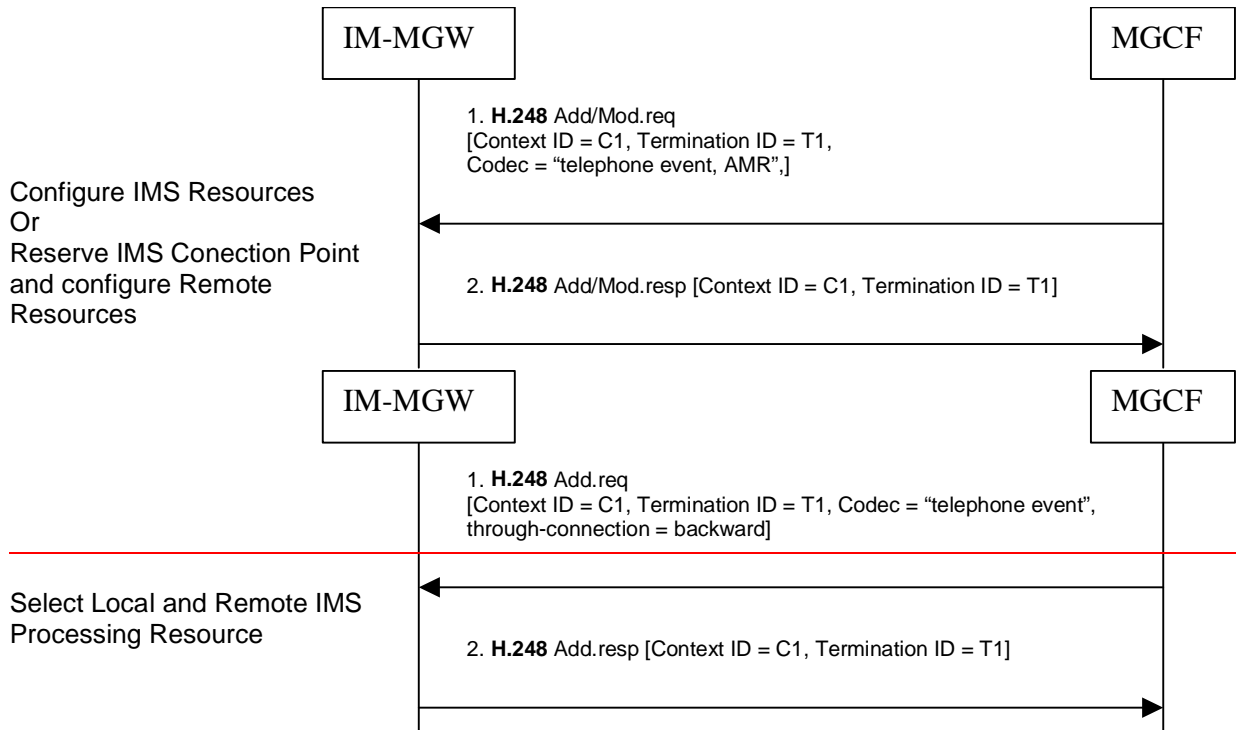 IM-MGW
MGCF
1. H.248 Add/Mod.req
[Context ID = C1, Termination ID = T1,
Codec = “telephone event, AMR”,]
Configure IMS Resources
Or
Reserve IMS Conection Point
and configure Remote
Resources
2. H.248 Add/Mod.resp [Context ID = C1, Termination ID = T1]
IM-MGW
MGCF
1. H.248 Add.req
[Context ID = C1, Termination ID = T1, Codec = “telephone event”,
through-connection = backward]
Select Local and Remote IMS
Processing Resource
2. H.248 Add.resp [Context ID = C1, Termination ID = T1]